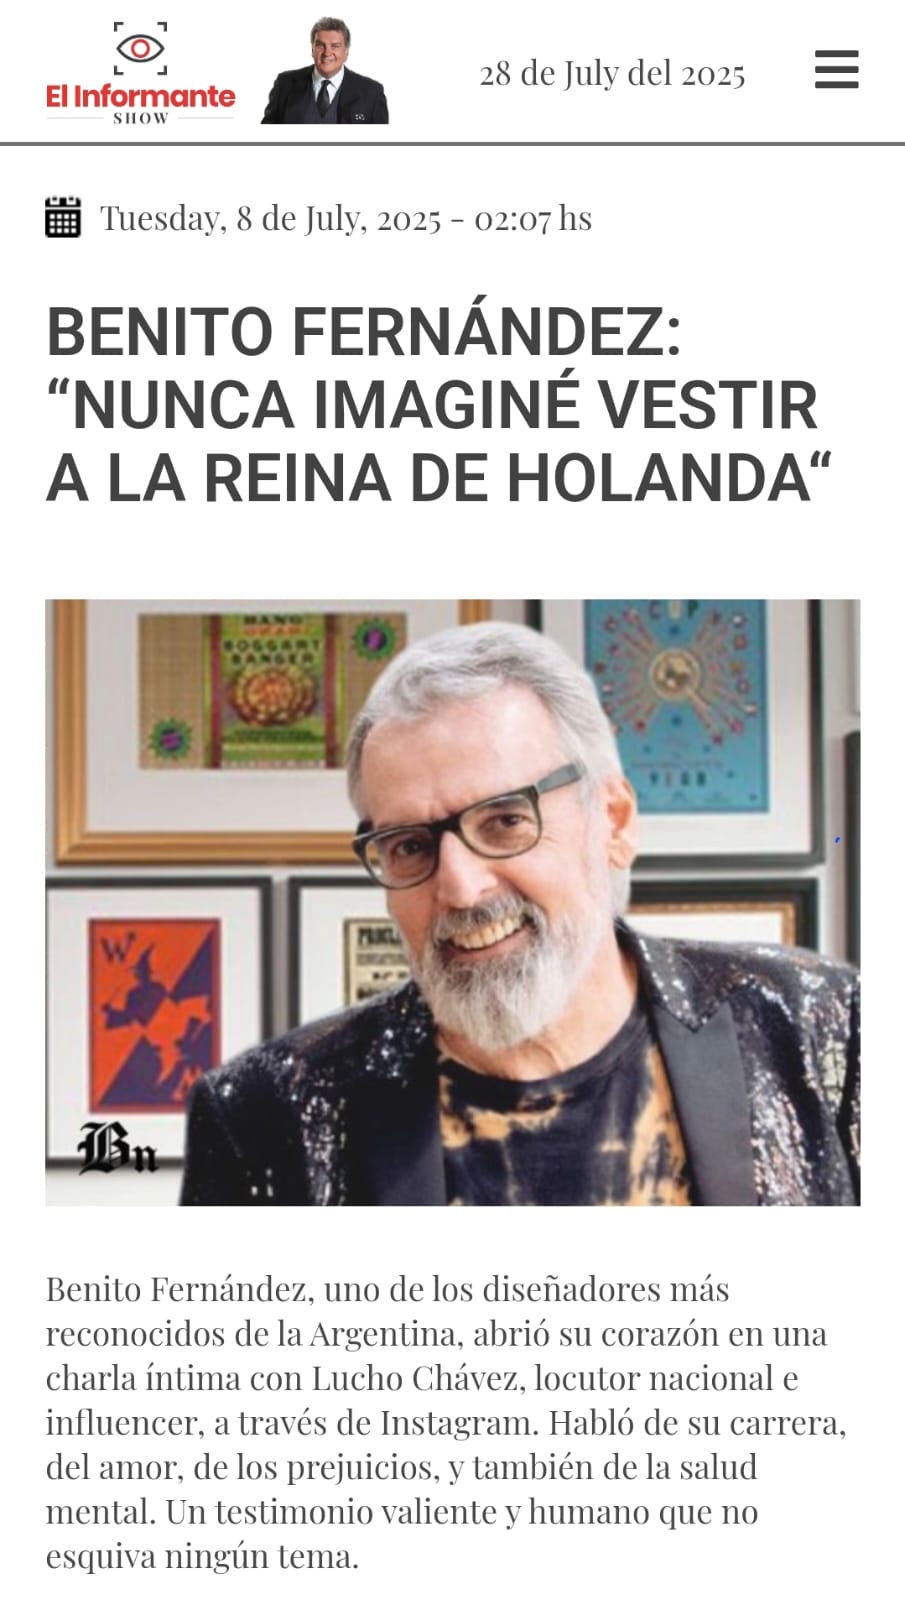 El Informante
SHOW
28 de July del 2025
Tuesday, 8 de July, 2025 - 02:07 hs
BENITO FERNÁNDEZ:
“NUNCA IMAGINÉ VESTIR
A LA REINA DE HOLANDA“
BOGGART
BANGER
CUP
W
M
Bn
Benito Fernández, uno de los diseñadores más
reconocidos de la Argentina, abrió su corazón en una
charla íntima con Lucho Chávez, locutor nacional e
influencer, a través de Instagram. Habló de su carrera,
del amor, de los prejuicios, y también de la salud
mental. Un testimonio valiente y humano que no
esquiva ningún tema.